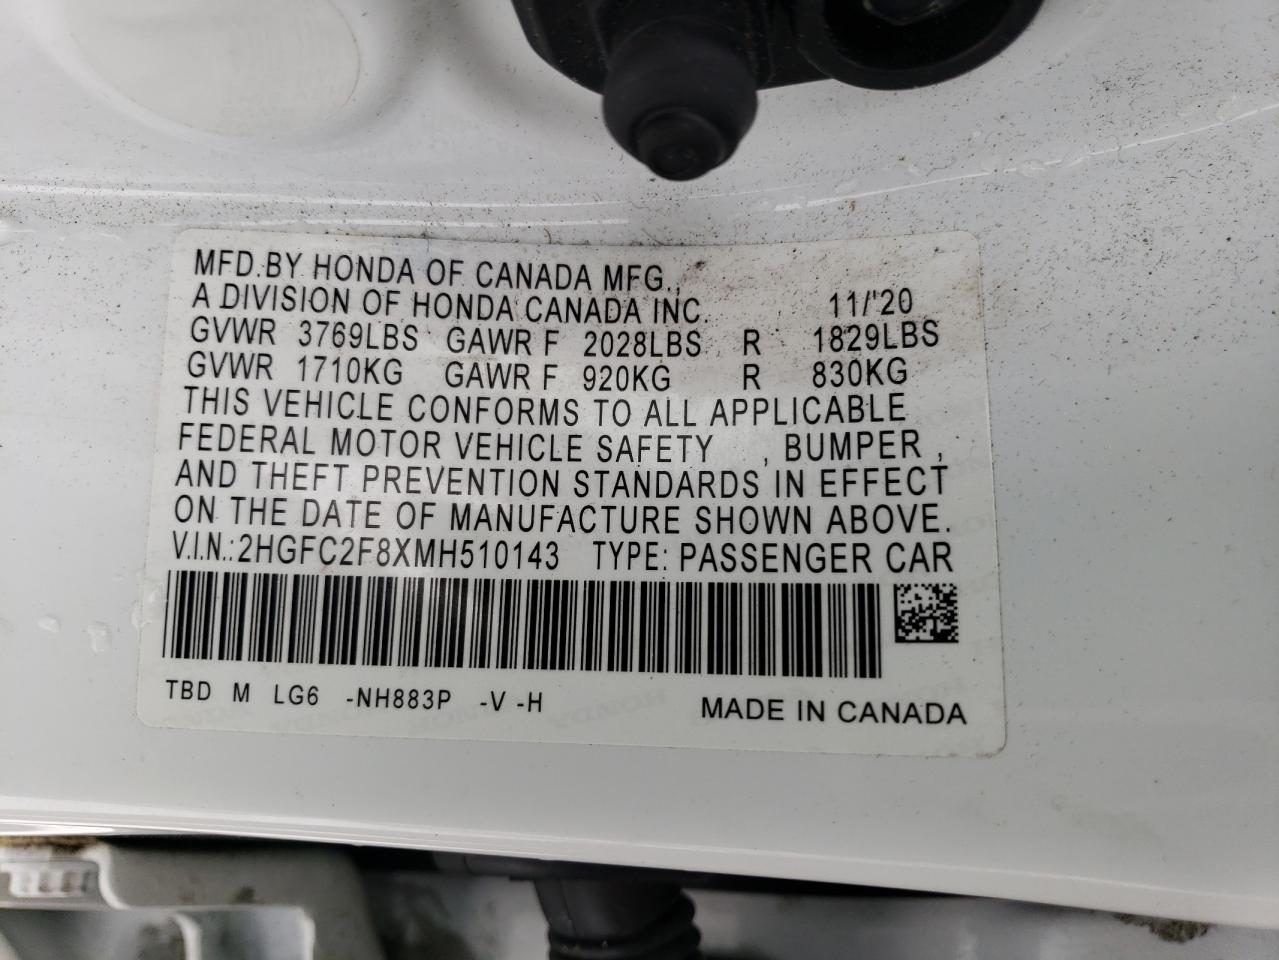 MFD.BY HONDA OF CANADA MFG.,
A DIVISION OF HONDA CANADA INC. 11/'20
GVWR 3769LBS GAWR F 2028LBS R 1829LBS
GVWR 1710KG GAWR F 920KG R 830KG
THIS VEHICLE CONFORMS TO ALL APPLICABLE
FEDERAL MOTOR VEHICLE SAFETY , BUMPER ,
AND THEFT PREVENTION STANDARDS IN EFFECT
ON THE DATE OF MANUFACTURE SHOWN ABOVE.
V.I.N.:2HGFC2F8XMH510143 TYPE: PASSENGER CAR
TBD M LG6 -NH883P -V -H MADE IN CANADA